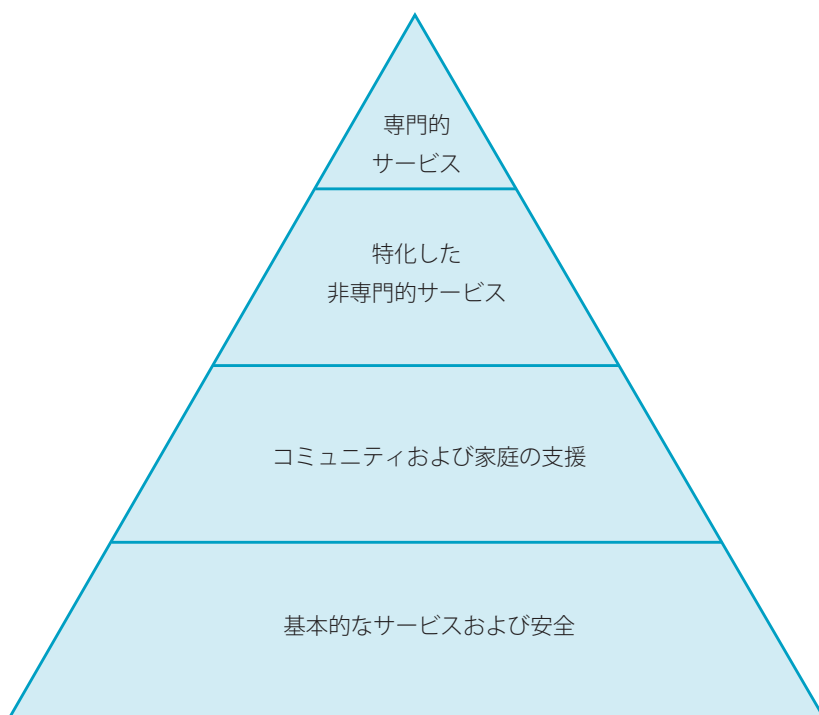 専門的
サービス
特化した
非専門的サービス
コミュニティおよび家庭の支援
基本的なサービスおよび安全